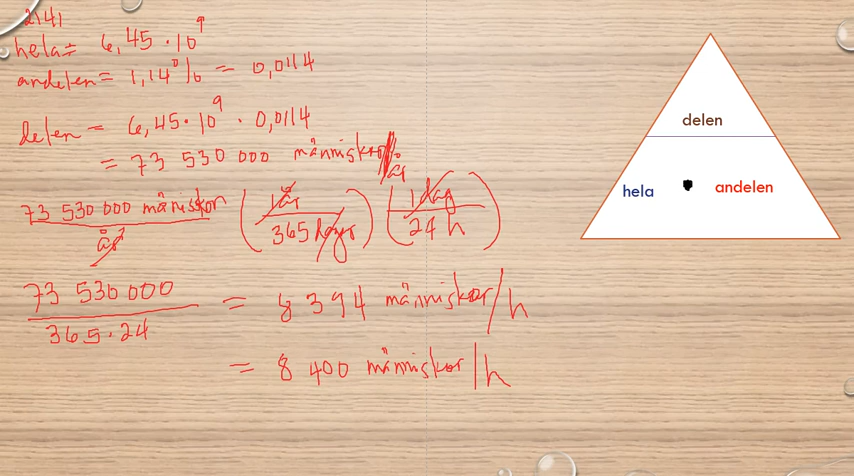 2141
hela = 6,45 · 10⁹
andelen = 1,14 % = 0,0114
delen = 6,45 · 10⁹ · 0,0114
= 73 530 000 människor/år
73 530 000 människor / år ( 1 år / 365 dagar ) ( 1 dag / 24 h )
73 530 000 / 365 · 24 = 8 394 människor/h
= 8 400 människor/h
delen
hela · andelen